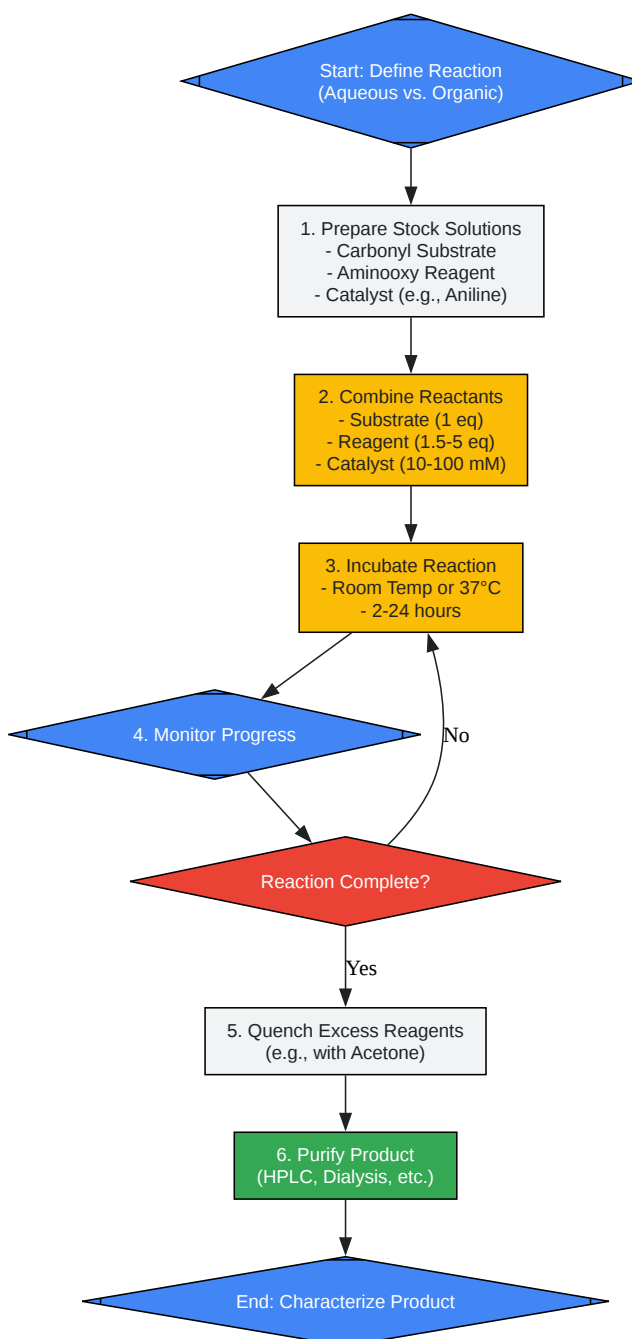 Start: Define Reaction
(Aqueous vs. Organic)
1. Prepare Stock Solutions
- Carbonyl Substrate
- Aminooxy Reagent
- Catalyst (e.g., Aniline)
2. Combine Reactants
- Substrate (1 eq)
- Reagent (1.5-5 eq)
- Catalyst (10-100 mM)
3. Incubate Reaction
- Room Temp or 37°C
- 2-24 hours
4. Monitor Progress
No
Reaction Complete?
Yes
5. Quench Excess Reagents
(e.g., with Acetone)
6. Purify Product
(HPLC, Dialysis, etc.)
End: Characterize Product